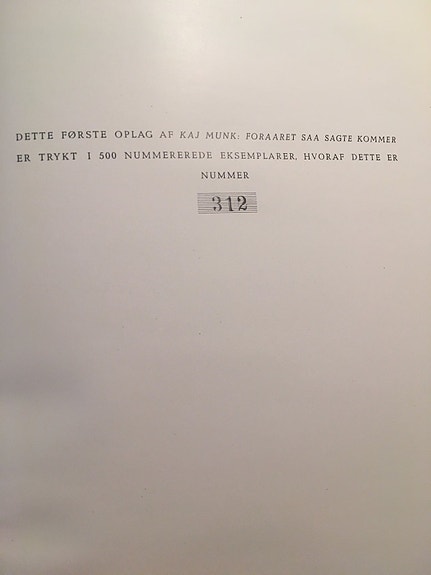 DETTE FØRSTE OPLAG AF KAJ MUNK: FORAARET SAA SAGTE KOMMER
ER TRYKT I 500 NUMMEREREDE EKSEMPLARER, HVORAF DETTE ER
NUMMER
312